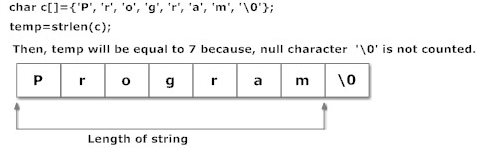 char c[]={'P', 'r', 'o', 'g', 'r', 'a', 'm', '\0'};
temp=strlen(c);
Then, temp will be equal to 7 because, null character '\0' is not counted.
P r o g r a m \0
Length of string